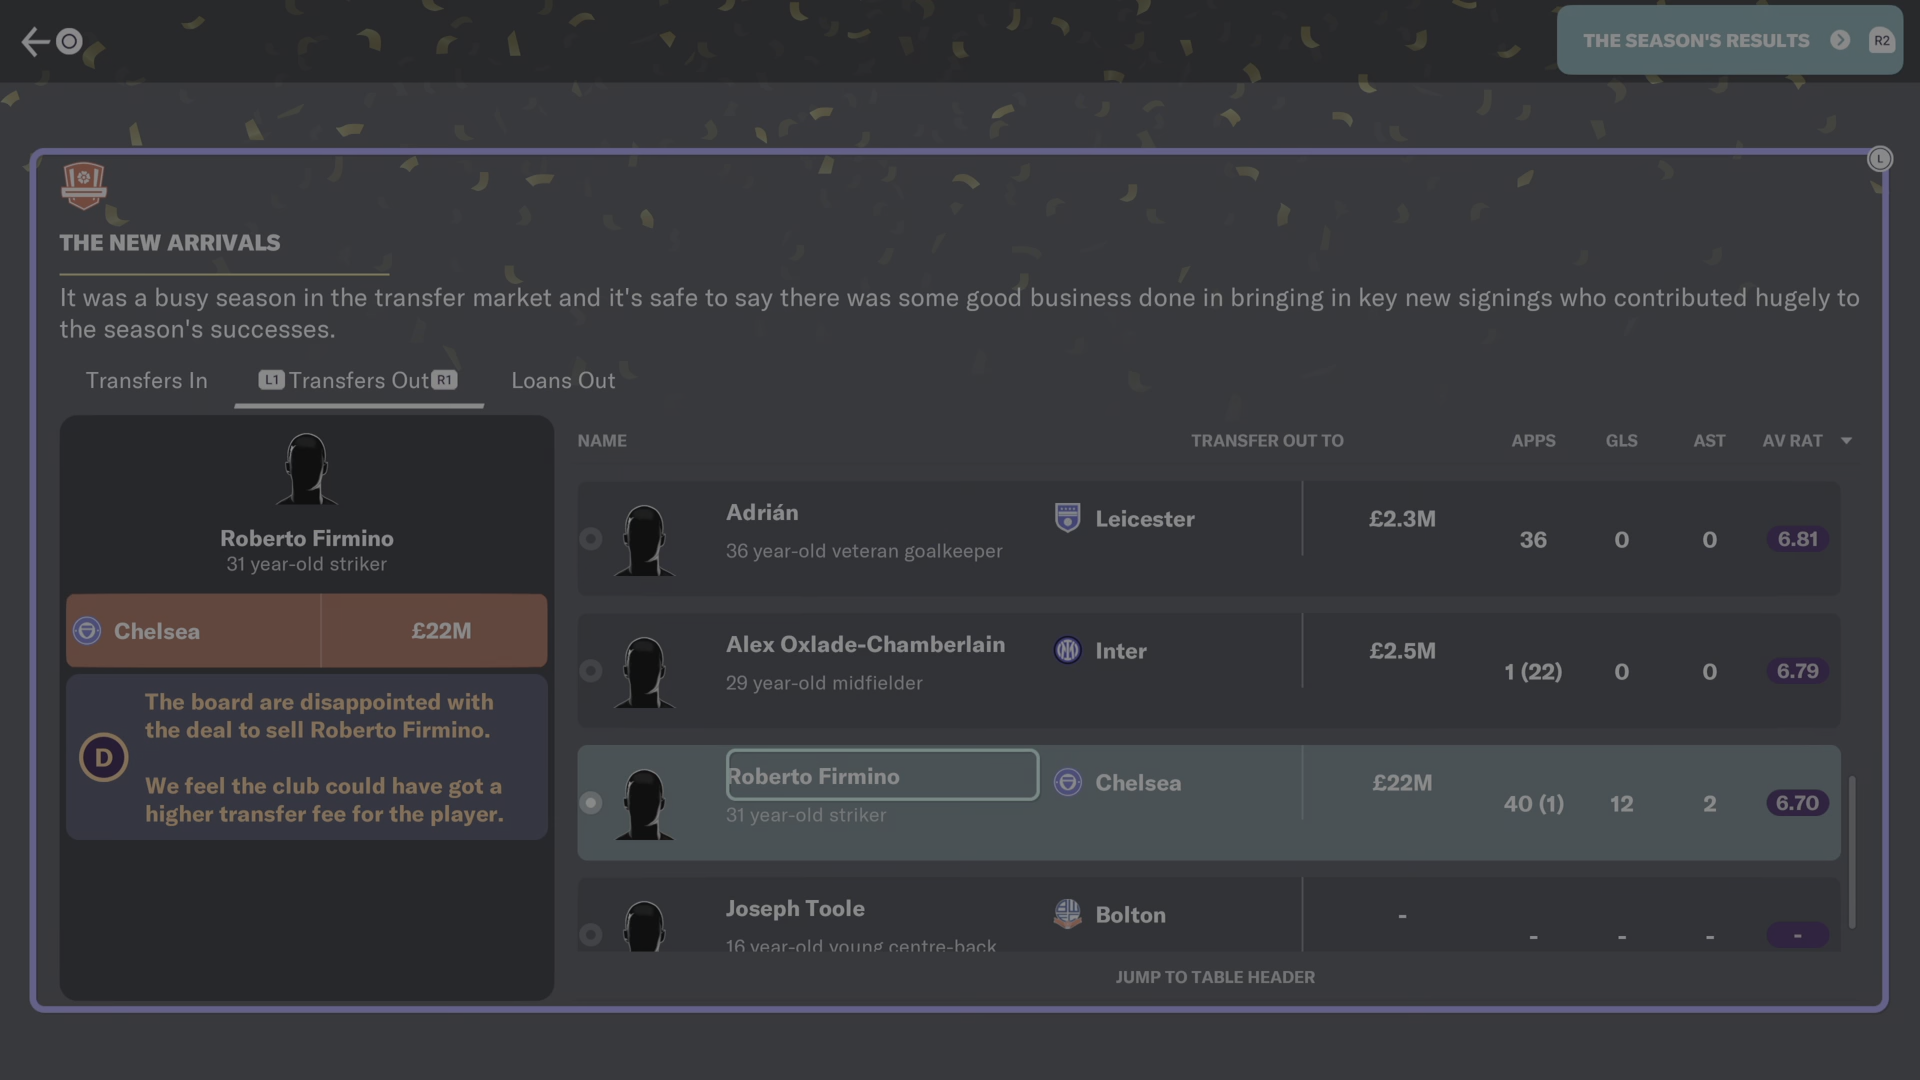 THE SEASON'S RESULTS R2
L
THE NEW ARRIVALS
It was a busy season in the transfer market and it's safe to say there was some good business done in bringing in key new signings who contributed hugely to
the season's successes.
Transfers In L1 Transfers Out R1 Loans Out
Roberto Firmino
31 year-old striker
Chelsea £22M
D
The board are disappointed with
the deal to sell Roberto Firmino.
We feel the club could have got a
higher transfer fee for the player.
NAME TRANSFER OUT TO APPS GLS AST AV RAT
Adrián Leicester £2.3M 36 0 0 6.81
36 year-old veteran goalkeeper
Alex Oxlade-Chamberlain Inter £2.5M 1 (22) 0 0 6.79
29 year-old midfielder
Roberto Firmino Chelsea £22M 40 (1) 12 2 6.70
31 year-old striker
Joseph Toole Bolton - - - - -
16 year-old young centre-back
JUMP TO TABLE HEADER